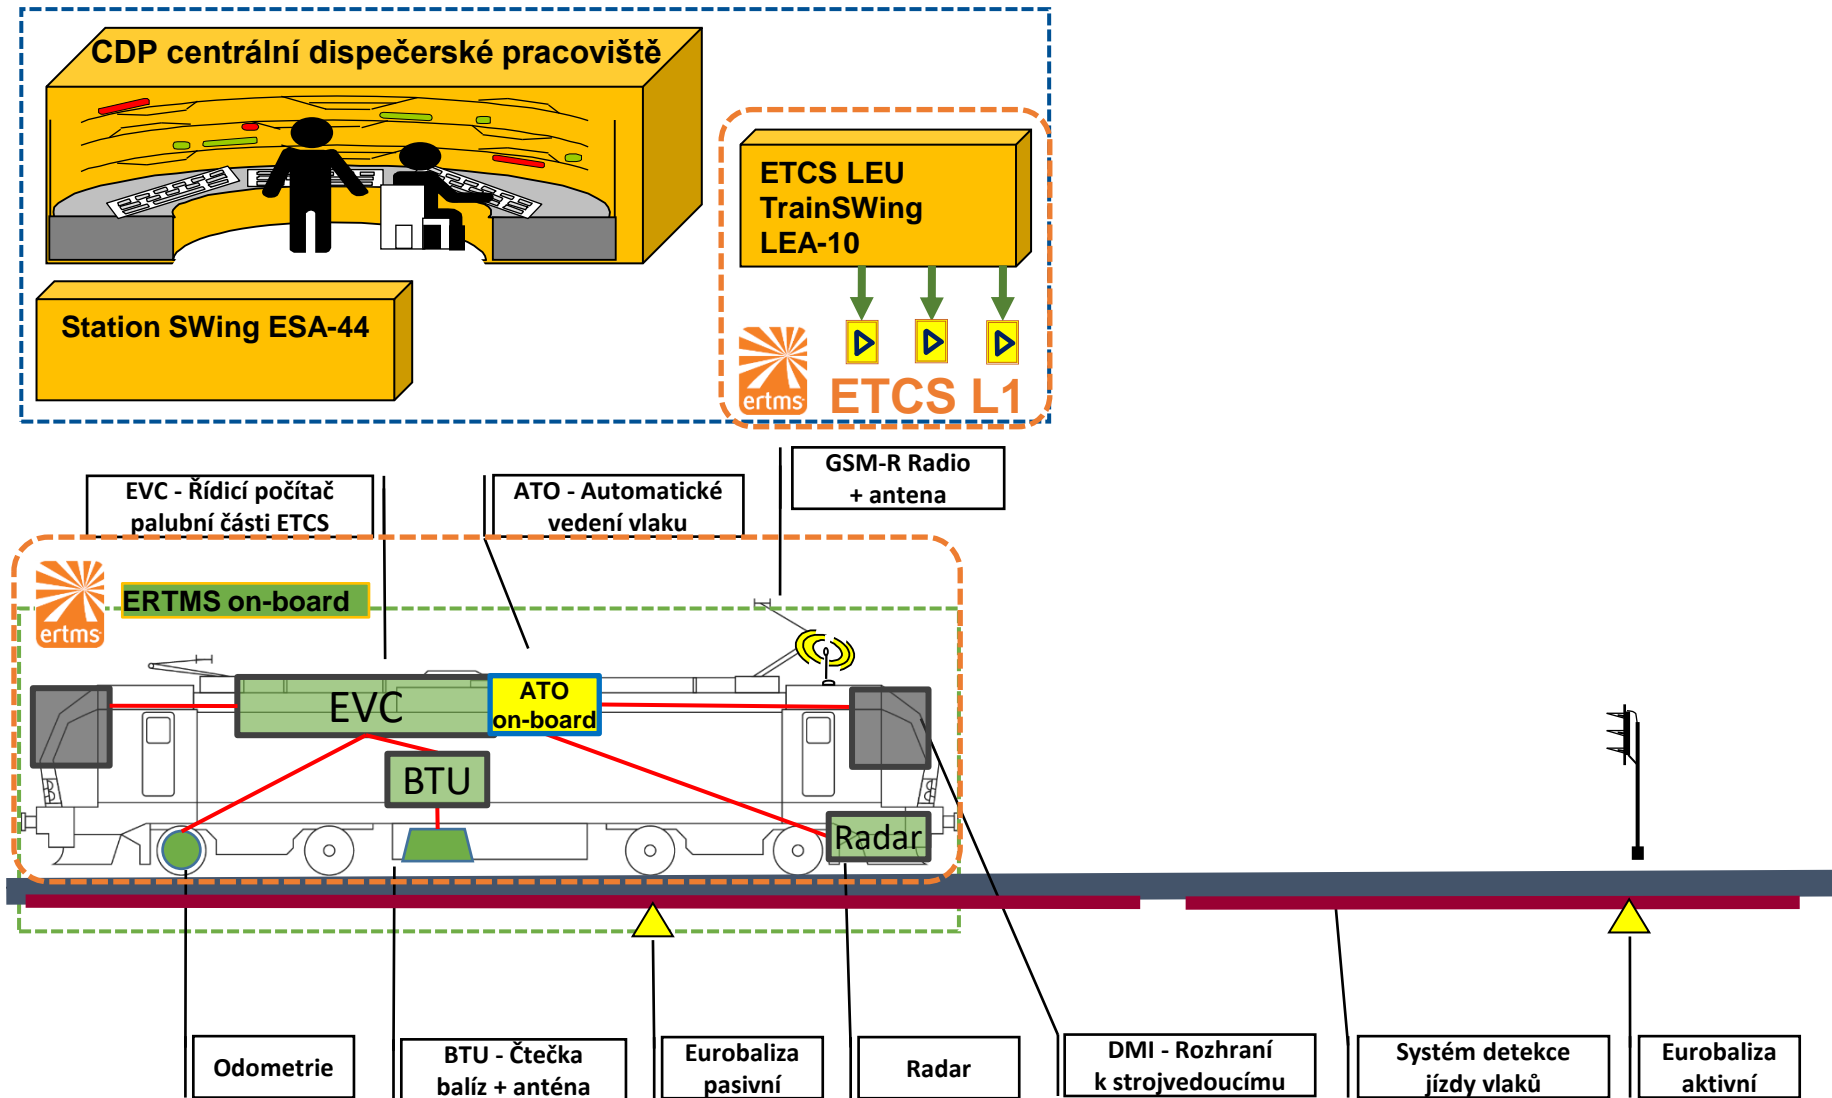 CDP centrální dispečerské pracoviště
ETCS LEU
TrainSWing
LEA-10
Station SWing ESA-44
ertms
ETCS L1
GSM-R Radio
+ antena
EVC - Řídicí počítač
palubní části ETCS
ATO - Automatické
vedení vlaku
ertms
ERTMS on-board
EVC
ATO
on-board
BTU
Radar
Odometrie
BTU - Čtečka
balíz + anténa
Eurobaliza
pasivní
Radar
DMI - Rozhraní
k strojvedoucímu
Systém detekce
jízdy vlaků
Eurobaliza
aktivní